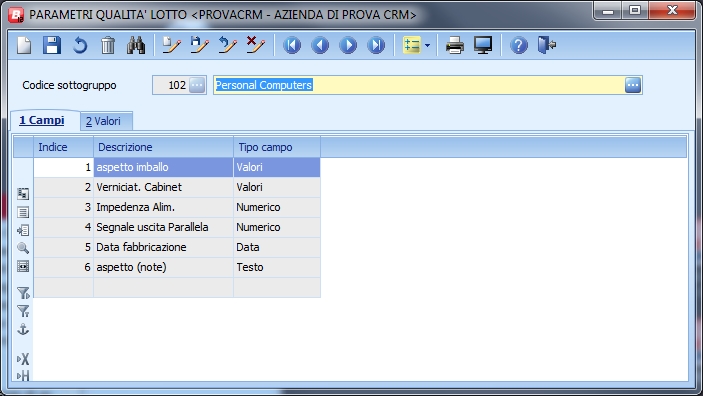 PARAMETRI QUALITA' LOTTO <PROVACRM - AZIENDA DI PROVA CRM>
Codice sottogruppo 102 Personal Computers
1 Campi 2 Valori
Indice Descrizione Tipo campo
1 aspetto imballo Valori
2 Verniciat. Cabinet Valori
3 Impedenza Alim. Numerico
4 Segnale uscita Parallela Numerico
5 Data fabbricazione Data
6 aspetto (note) Testo